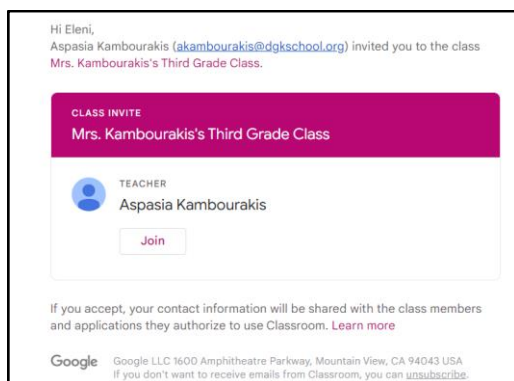 Hi Eleni,
Aspasia Kambourakis (akambourakis@dgkschool.org) invited you to the class
Mrs. Kambourakis's Third Grade Class.
CLASS INVITE
Mrs. Kambourakis's Third Grade Class
TEACHER
Aspasia Kambourakis
Join
If you accept, your contact information will be shared with the class members
and applications they authorize to use Classroom. Learn more
Google Google LLC 1600 Amphitheatre Parkway, Mountain View, CA 94043 USA
If you don't want to receive emails from Classroom, you can unsubscribe.